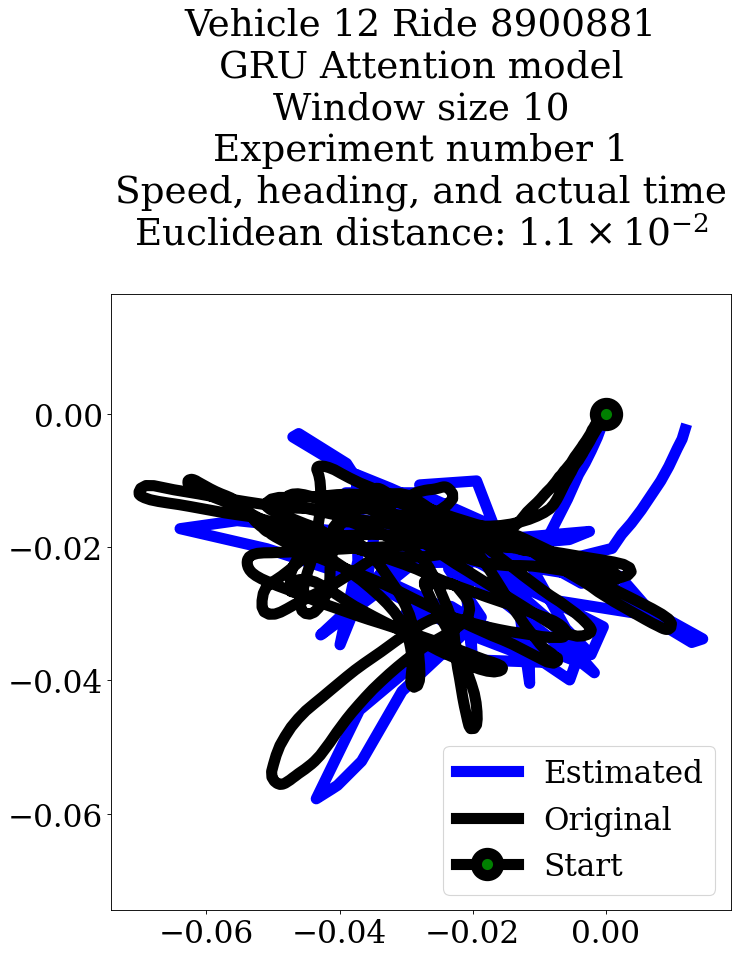 Vehicle 12 Ride 8900881
GRU Attention model
Window size 10
Experiment number 1
Speed, heading, and actual time
Euclidean distance: 1.1 × 10⁻²
0.00
−0.02
−0.04
−0.06
Estimated
Original
Start
−0.06 −0.04 −0.02 0.00